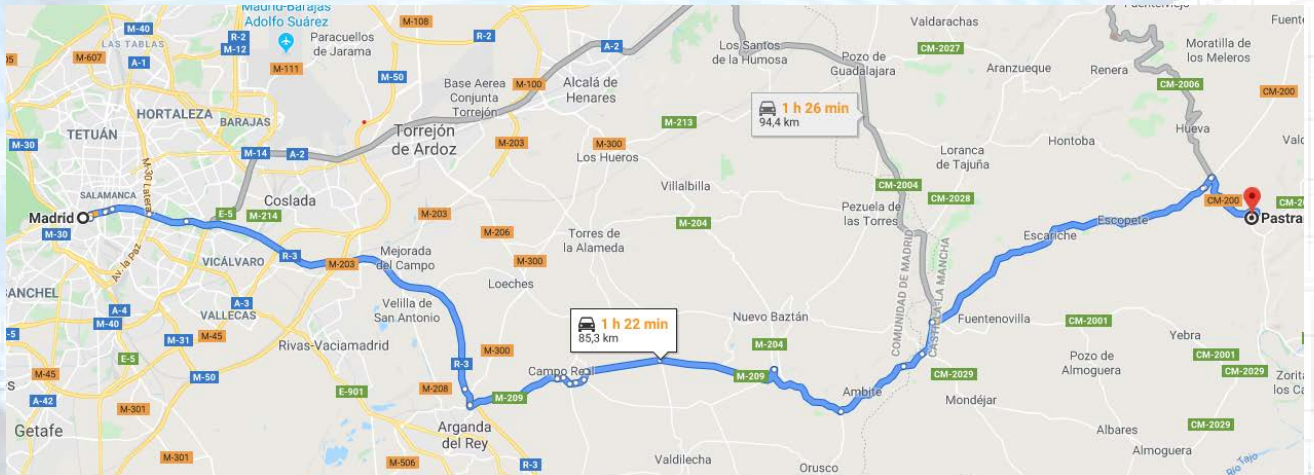 Madrid-Barajas
Adolfo Suárez
M-40
LAS TABLAS
R-2
M-12
M-108
R-2
Paracuellos
de Jarama
M-607
A-1
M-111
M-50
A-2
Base Aerea
Conjunta
Torrejón
M-100
Alcalá de
Henares
Los Santos
de la Humosa
Valdarachas
CM-2027
Pozo de
Guadalajara
Aranzueque
Renera
Moratilla de
los Meleros
CM-2006
CM-200
HORTALEZA
BARAJAS
TETUÁN
M-30
M-14
A-2
Torrejón
de Ardoz
M-203
M-300
Los Hueros
M-213
1 h 26 min
94,4 km
Hueva
Hontoba
Loranca
de Tajuña
M-30
SALAMANCA
Coslada
E-5
M-214
Madrid
M-30
Av. la Paz
VICÁLVARO
R-3
M-203
M-203
Mejorada
del Campo
M-206
M-300
Loeches
Torres de
la Alameda
Villalbilla
M-204
Pezuela de
las Torres
CM-2004
CM-2028
CM-200
Pastra
Escopete
Escariche
A-3
VALLECAS
A-4
M-40
M-31
M-45
E-5
M-50
Velilla de
San Antonio
Rivas-Vaciamadrid
R-3
M-300
1 h 22 min
85,3 km
Nuevo Baztán
M-204
COMUNIDAD DE MADRID
CASTILLA-LA MANCHA
Fuentenovilla
CM-2001
Yebra
Pozo de
Almoguera
CM-2001
CM-2029
M-45
A-42
M-301
Getafe
M-301
E-901
M-208
M-209
Arganda
del Rey
M-506
R-3
Campo Real
M-209
Ambite
CM-2029
Mondéjar
Albares
CM-2029
Almoguera
Valdilecha
Orusco
Río Tajo